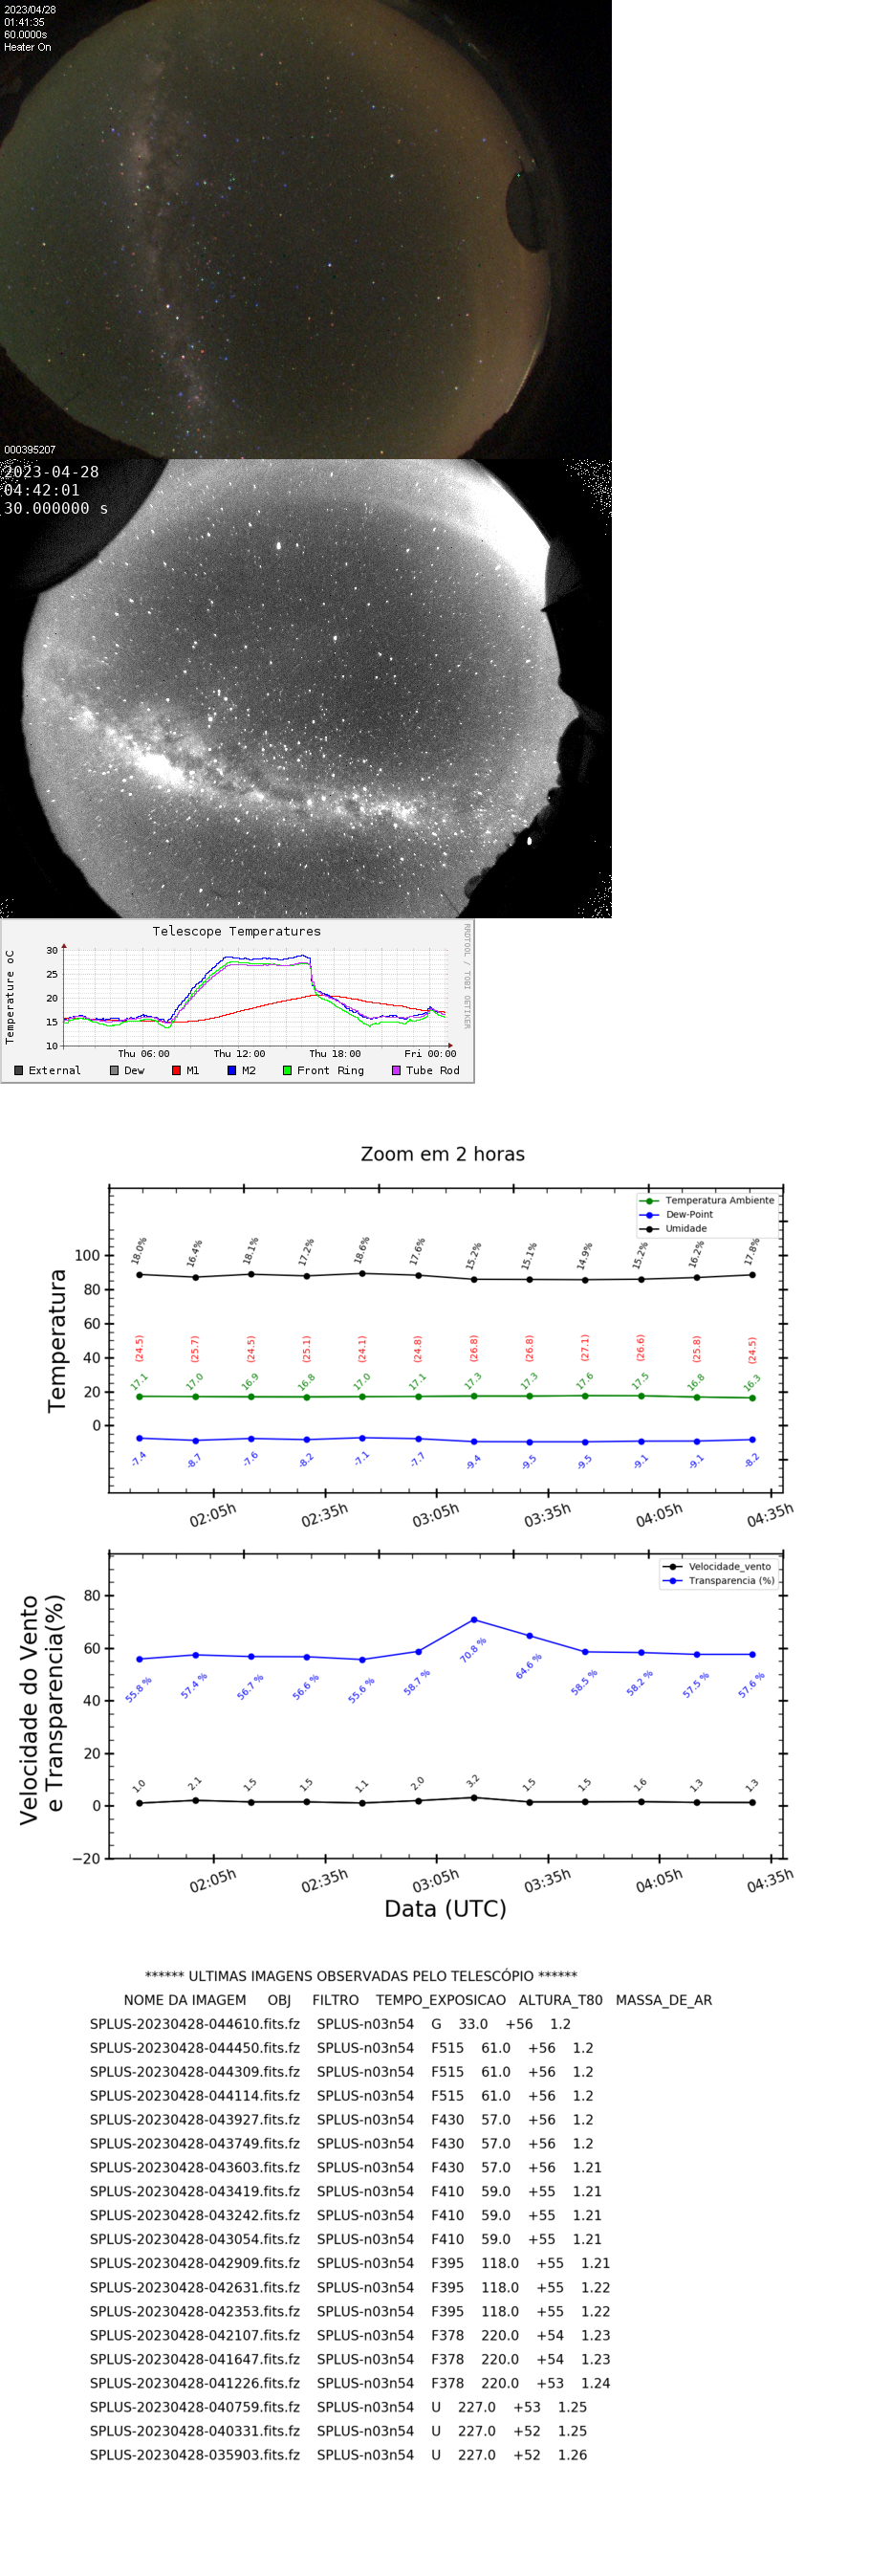 2023/04/28
01:41:35
60.0000s
Heater On
000395207
2023-04-28
04:42:01
30.000000 s
Telescope Temperatures
RRDTOOL / TOBI OETIKER
Temperature oC
30
25
20
15
10
Thu 06:00 Thu 12:00 Thu 18:00 Fri 00:00
External Dew M1 M2 Front Ring Tube Rod
Zoom em 2 horas
Temperatura Ambiente
Dew-Point
Umidade
Temperatura
100
80
60
40
20
0
18.0% 16.4% 18.1% 17.2% 18.6% 17.6% 15.2% 15.1% 14.9% 15.2% 16.2% 17.8%
(24.5) (25.7) (24.5) (25.1) (24.1) (24.8) (26.8) (26.8) (27.1) (26.6) (25.8) (24.5)
17.1 17.0 16.9 16.8 17.0 17.1 17.3 17.3 17.6 17.5 16.8 16.3
-7.4 -8.7 -7.6 -8.2 -7.1 -7.7 -9.4 -9.5 -9.5 -9.1 -9.1 -8.2
02:05h 02:35h 03:05h 03:35h 04:05h 04:35h
Velocidade_vento
Transparencia (%)
Velocidade do Vento
e Transparencia(%)
80
60
40
20
0
−20
55.8 % 57.4 % 56.7 % 56.6 % 55.6 % 58.7 % 70.8 % 64.6 % 58.5 % 58.2 % 57.5 % 57.6 %
1.0 2.1 1.5 1.5 1.1 2.0 3.2 1.5 1.5 1.6 1.3 1.3
02:05h 02:35h 03:05h 03:35h 04:05h 04:35h
Data (UTC)
****** ULTIMAS IMAGENS OBSERVADAS PELO TELESCÓPIO ******
NOME DA IMAGEM OBJ FILTRO TEMPO_EXPOSICAO ALTURA_T80 MASSA_DE_AR
SPLUS-20230428-044610.fits.fz SPLUS-n03n54 G 33.0 +56 1.2
SPLUS-20230428-044450.fits.fz SPLUS-n03n54 F515 61.0 +56 1.2
SPLUS-20230428-044309.fits.fz SPLUS-n03n54 F515 61.0 +56 1.2
SPLUS-20230428-044114.fits.fz SPLUS-n03n54 F515 61.0 +56 1.2
SPLUS-20230428-043927.fits.fz SPLUS-n03n54 F430 57.0 +56 1.2
SPLUS-20230428-043749.fits.fz SPLUS-n03n54 F430 57.0 +56 1.2
SPLUS-20230428-043603.fits.fz SPLUS-n03n54 F430 57.0 +56 1.21
SPLUS-20230428-043419.fits.fz SPLUS-n03n54 F410 59.0 +55 1.21
SPLUS-20230428-043242.fits.fz SPLUS-n03n54 F410 59.0 +55 1.21
SPLUS-20230428-043054.fits.fz SPLUS-n03n54 F410 59.0 +55 1.21
SPLUS-20230428-042909.fits.fz SPLUS-n03n54 F395 118.0 +55 1.21
SPLUS-20230428-042631.fits.fz SPLUS-n03n54 F395 118.0 +55 1.22
SPLUS-20230428-042353.fits.fz SPLUS-n03n54 F395 118.0 +55 1.22
SPLUS-20230428-042107.fits.fz SPLUS-n03n54 F378 220.0 +54 1.23
SPLUS-20230428-041647.fits.fz SPLUS-n03n54 F378 220.0 +54 1.23
SPLUS-20230428-041226.fits.fz SPLUS-n03n54 F378 220.0 +53 1.24
SPLUS-20230428-040759.fits.fz SPLUS-n03n54 U 227.0 +53 1.25
SPLUS-20230428-040331.fits.fz SPLUS-n03n54 U 227.0 +52 1.25
SPLUS-20230428-035903.fits.fz SPLUS-n03n54 U 227.0 +52 1.26